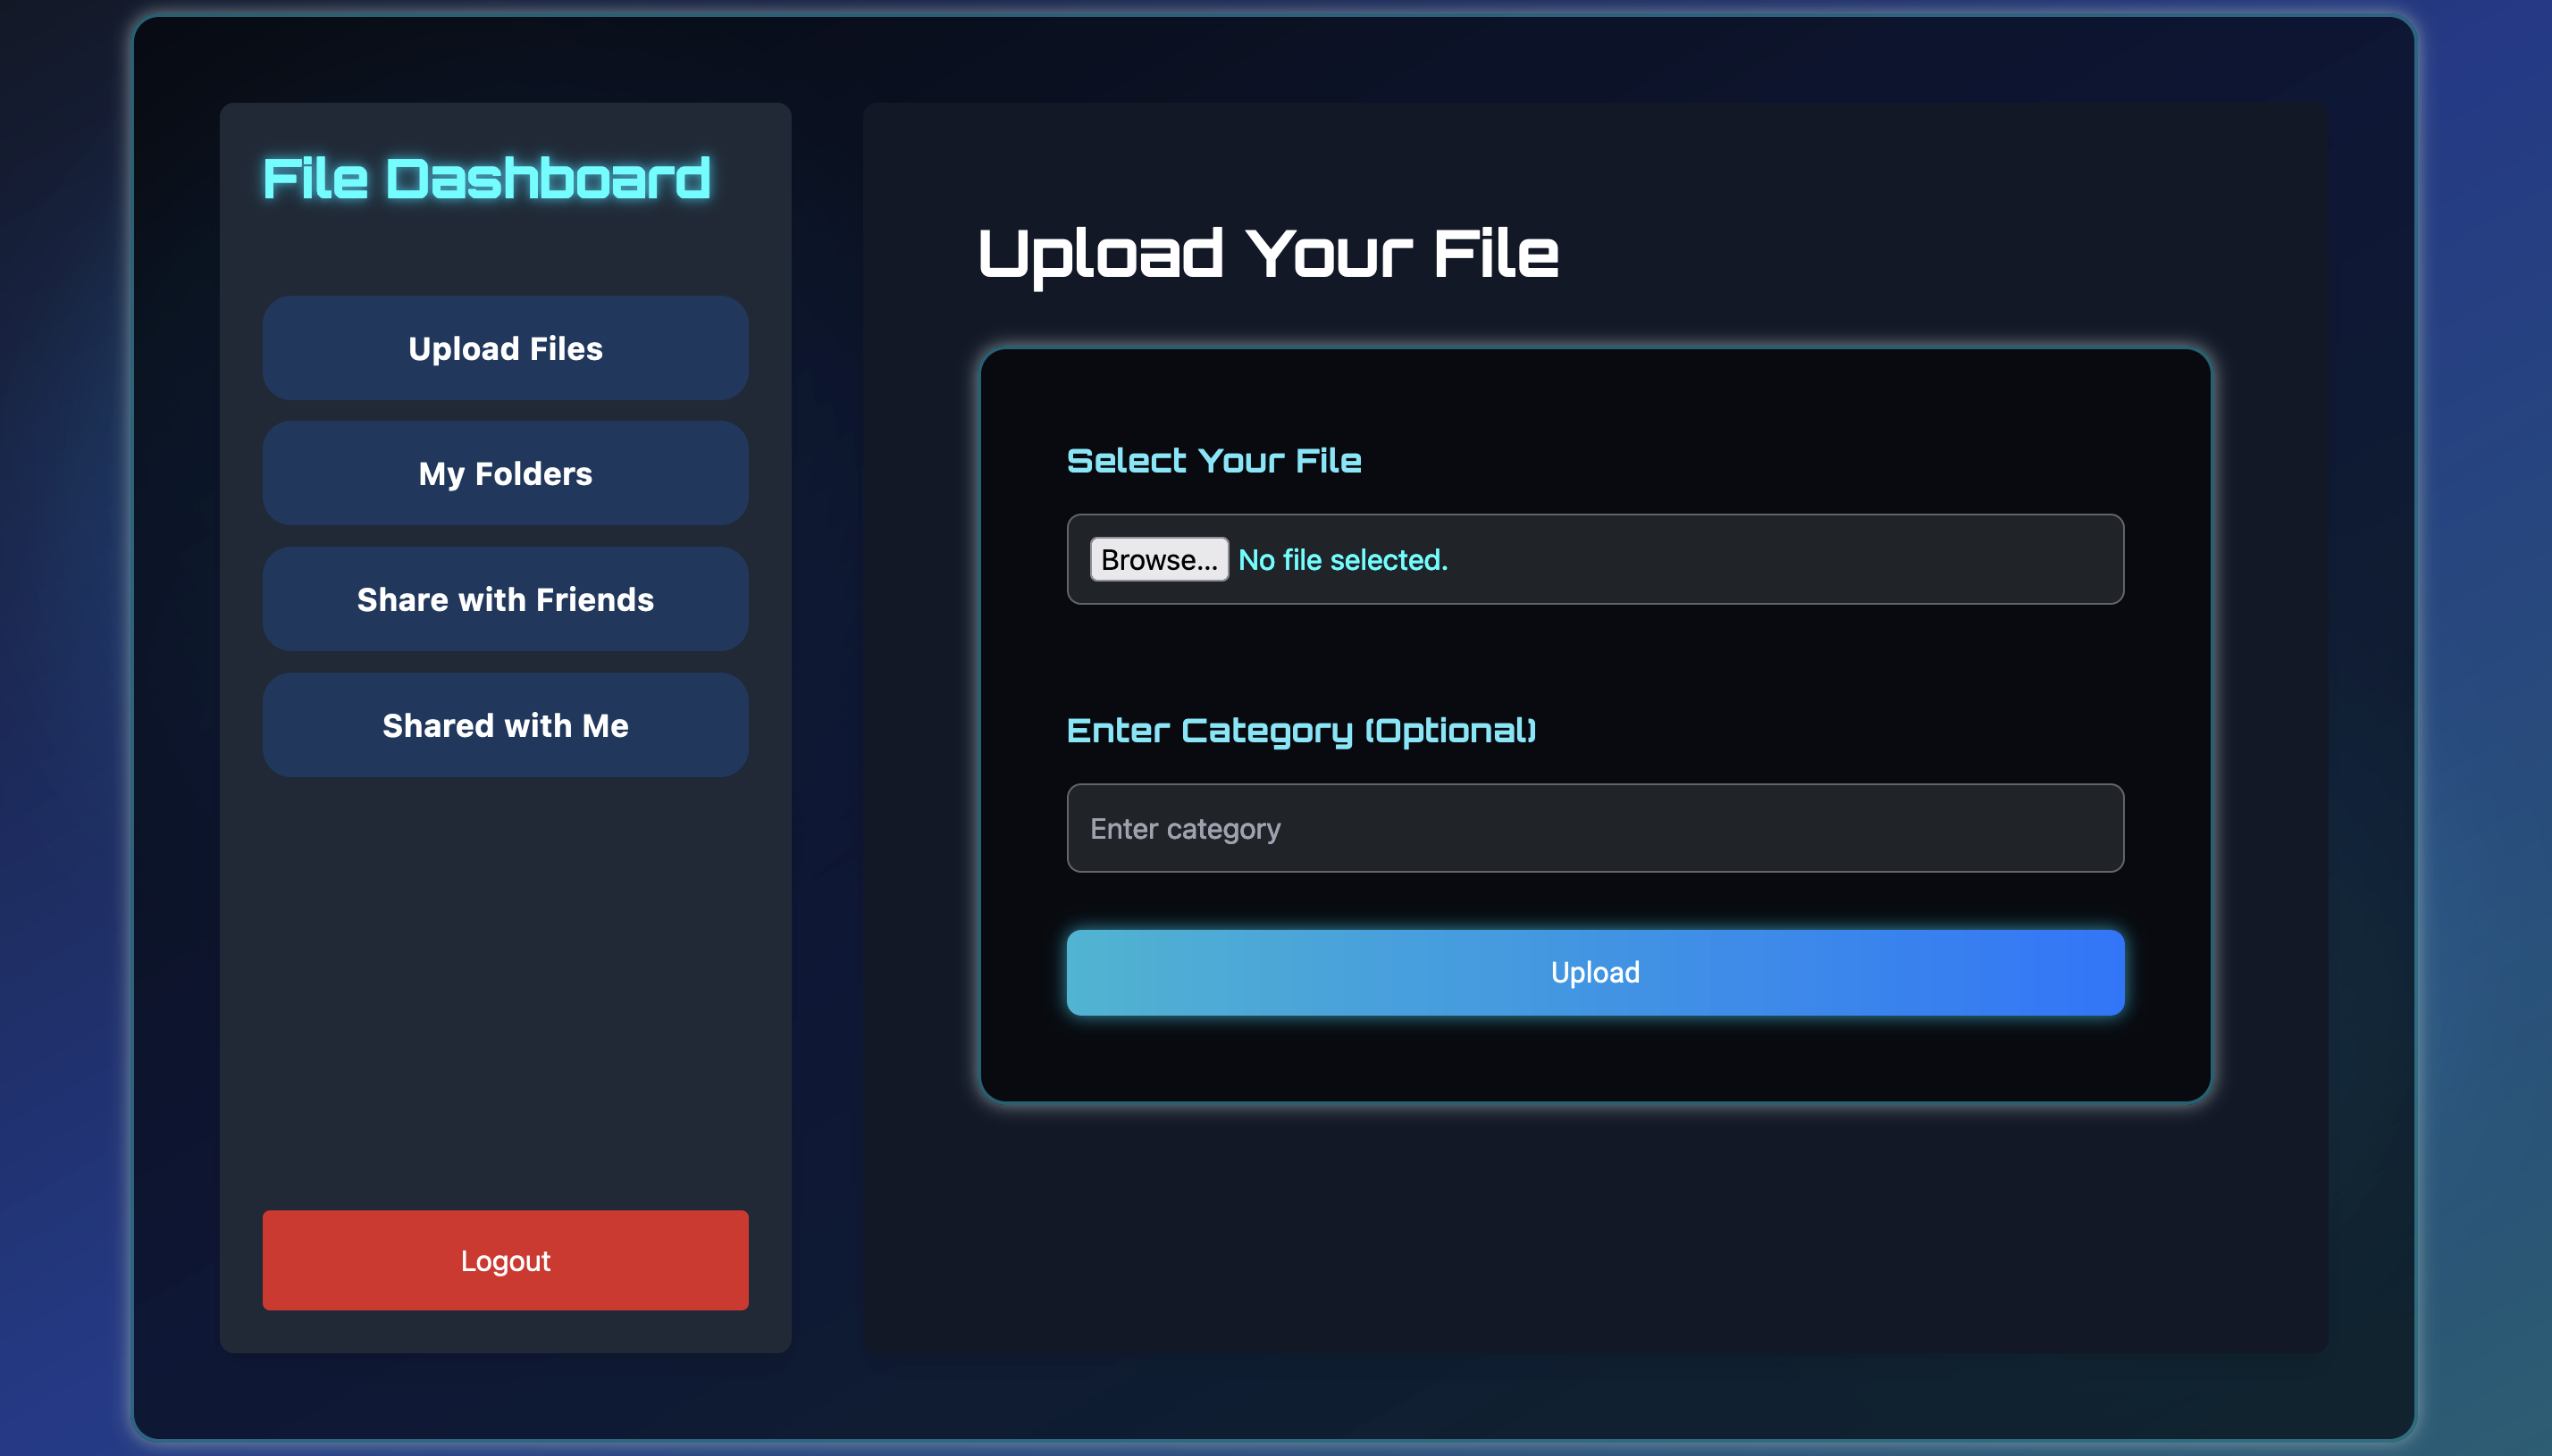 File Dashboard
Upload Files
My Folders
Share with Friends
Shared with Me
Logout
Upload Your File
Select Your File
Browse... No file selected.
Enter Category (Optional)
Enter category
Upload